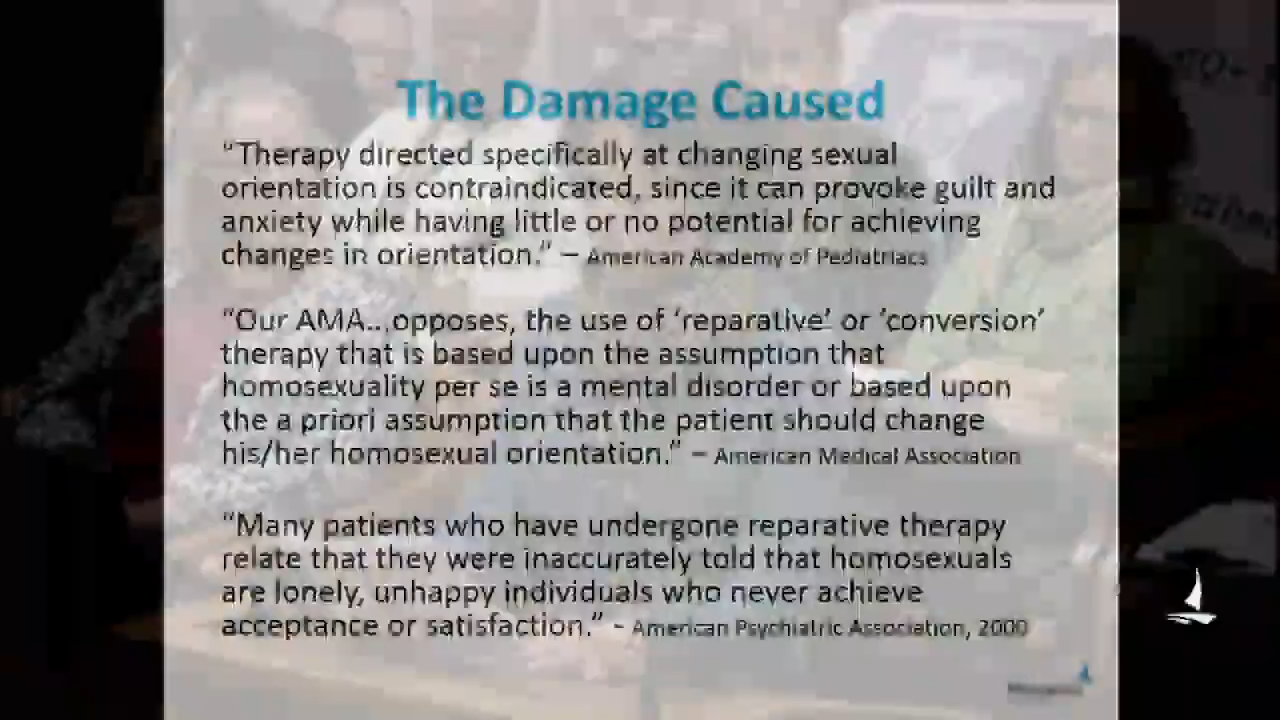 The Damage Caused
“Therapy directed specifically at changing sexual
orientation is contraindicated, since it can provoke guilt and
anxiety while having little or no potential for achieving
changes in orientation.” – American Academy of Pediatriacs
“Our AMA...opposes, the use of ‘reparative’ or ‘conversion’
therapy that is based upon the assumption that
homosexuality per se is a mental disorder or based upon
the a priori assumption that the patient should change
his/her homosexual orientation.” – American Medical Association
“Many patients who have undergone reparative therapy
relate that they were inaccurately told that homosexuals
are lonely, unhappy individuals who never achieve
acceptance or satisfaction.” - American Psychiatric Association, 2000